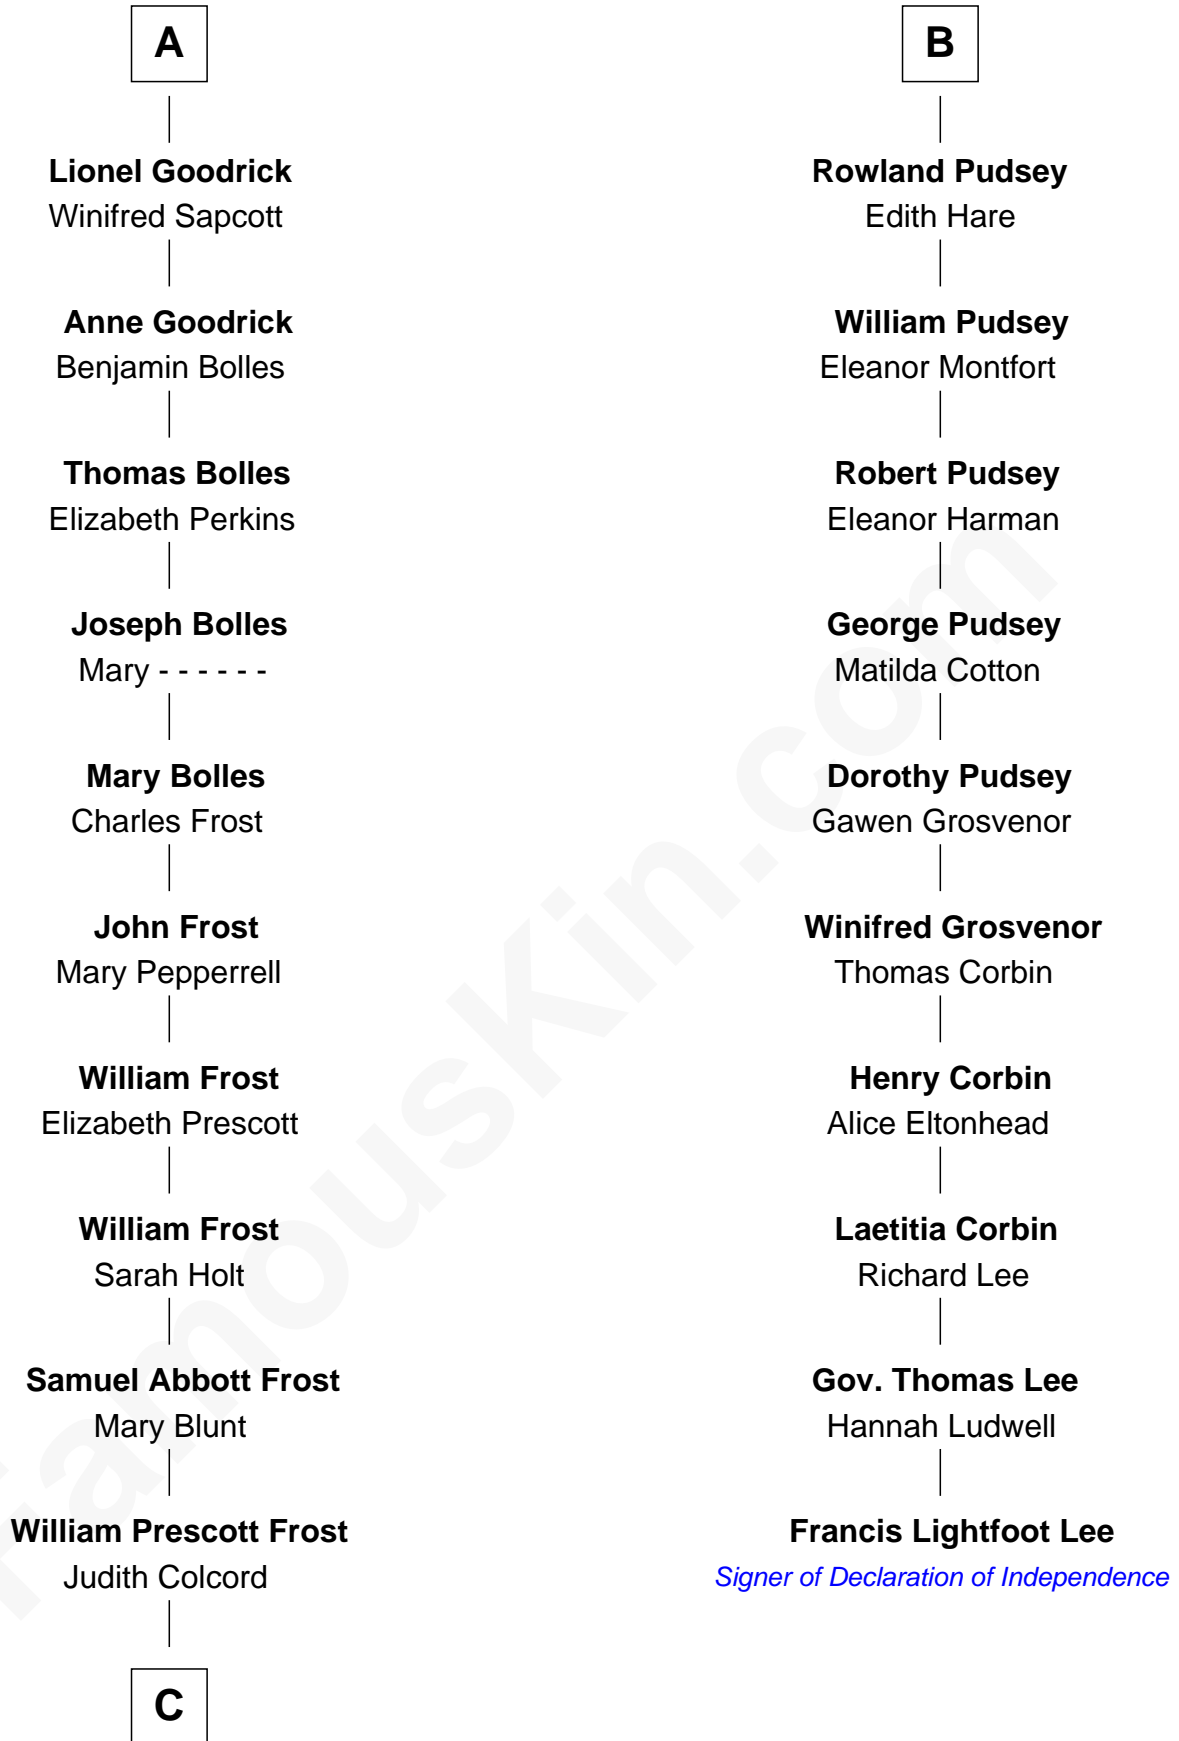 A
Lionel Goodrick
Winifred Sapcott
Anne Goodrick
Benjamin Bolles
Thomas Bolles
Elizabeth Perkins
Joseph Bolles
Mary - - - - - -
Mary Bolles
Charles Frost
John Frost
Mary Pepperrell
William Frost
Elizabeth Prescott
William Frost
Sarah Holt
Samuel Abbott Frost
Mary Blunt
William Prescott Frost
Judith Colcord
C
B
Rowland Pudsey
Edith Hare
William Pudsey
Eleanor Montfort
Robert Pudsey
Eleanor Harman
George Pudsey
Matilda Cotton
Dorothy Pudsey
Gawen Grosvenor
Winifred Grosvenor
Thomas Corbin
Henry Corbin
Alice Eltonhead
Laetitia Corbin
Richard Lee
Gov. Thomas Lee
Hannah Ludwell
Francis Lightfoot Lee
Signer of Declaration of Independence
FamousKin.com